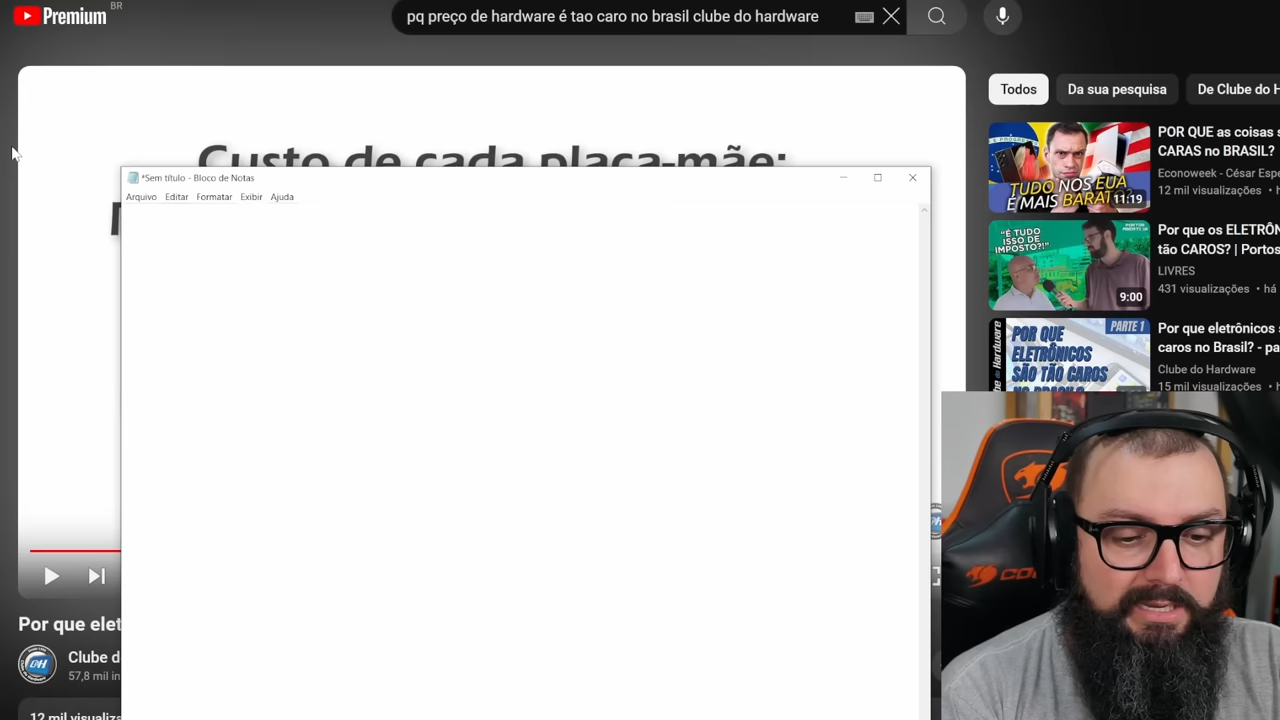 Premium BR
pq preço de hardware é tao caro no brasil clube do hardware
Todos
Da sua pesquisa
De Clube do H
Custo de cada placa-mãe:
*Sem título - Bloco de Notas
Arquivo Editar Formatar Exibir Ajuda
TUDO NOS EUA
É MAIS BARATO
11:19
POR QUE as coisas s
CARAS no BRASIL?
Econoweek - César Espe
12 mil visualizações • h
"É TUDO
ISSO DE
IMPOSTO?!"
9:00
Por que os ELETRÔN
tão CAROS? | Portos
LIVRES
431 visualizações • há
PARTE 1
POR QUE
ELETRÔNICOS
SÃO TÃO CAROS
NO BRASIL?
Por que eletrônicos s
caros no Brasil? - pa
Clube do Hardware
15 mil visualizações • h
Por que elet
Clube d
57,8 mil in
12 mil visualiza